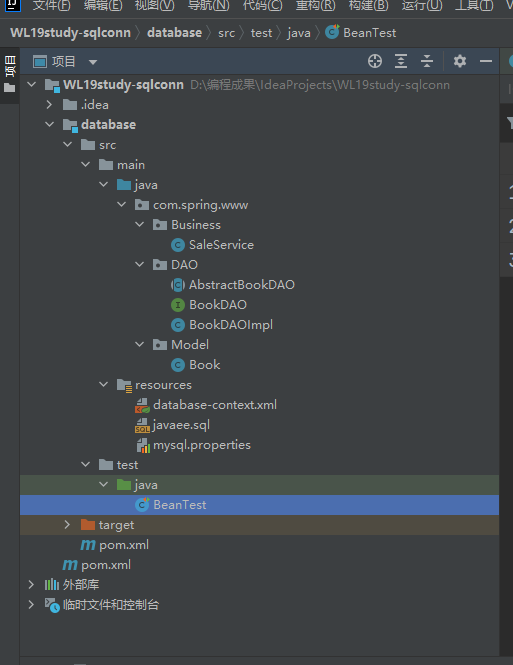 文件(F) 编辑(E) 视图(V) 导航(N) 代码(C) 重构(R) 构建(B) 运行(U) 工具(T)
WL19study-sqlconn database src test java BeanTest
项目
项目
WL19study-sqlconn D:\编程成果\IdeaProjects\WL19study-sqlconn
.idea
database
src
main
java
com.spring.www
Business
SaleService
DAO
AbstractBookDAO
BookDAO
BookDAOImpl
Model
Book
resources
database-context.xml
javaee.sql
mysql.properties
test
java
BeanTest
target
pom.xml
pom.xml
外部库
临时文件和控制台